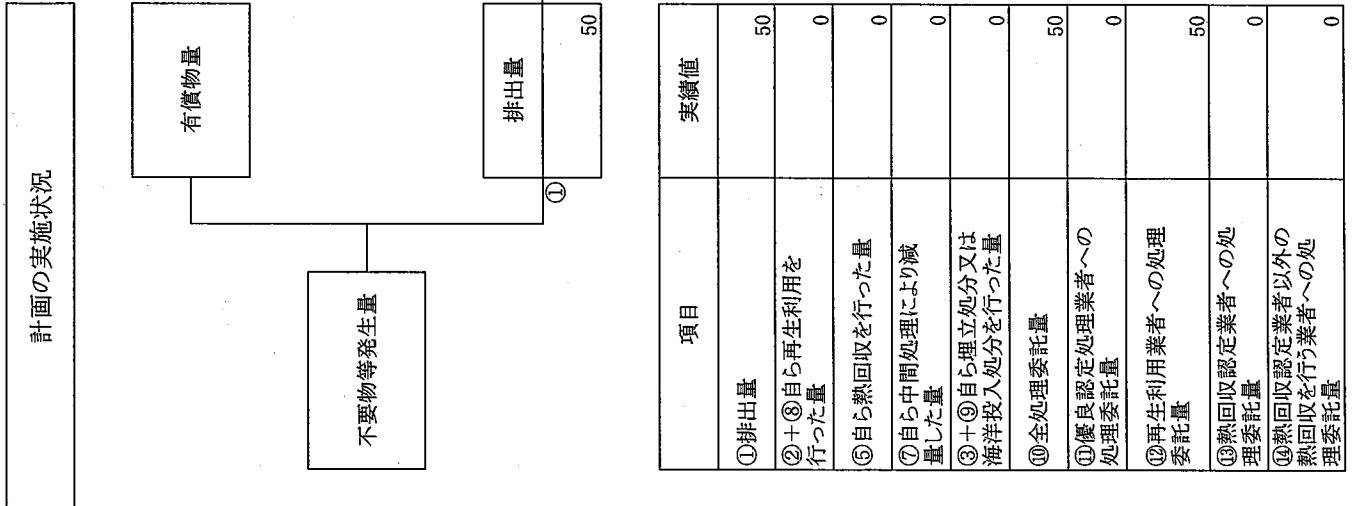 計画の実施状況
有償物量
不要物等発生量
①
排出量
50
項目
実績値
①排出量
50
②+⑧自ら再生利用を
行った量
0
⑤自ら熱回収を行った量
0
⑦自ら中間処理により減
量した量
0
③+⑨自ら埋立処分又は
海洋投入処分を行った量
0
⑩全処理委託量
50
⑪優良認定処理業者への
処理委託量
0
⑫再生利用業者への処理
委託量
50
⑬熱回収認定業者への処
理委託量
0
⑭熱回収認定業者以外の
熱回収を行う業者への処
理委託量
0